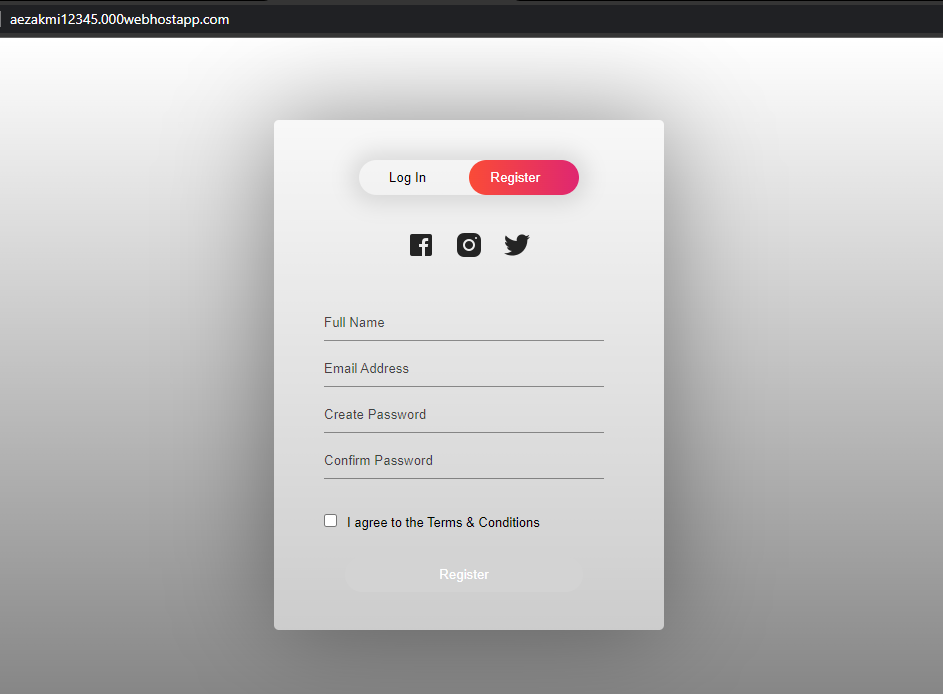 aezakmi12345.000webhostapp.com
Log In Register
Full Name
Email Address
Create Password
Confirm Password
I agree to the Terms & Conditions
Register